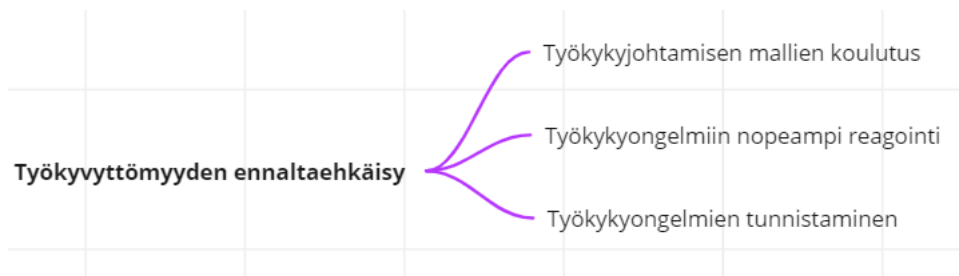 Työkykyjohtamisen mallien koulutus
Työkykyongelmiin nopeampi reagointi
Työkyvyttömyyden ennaltaehkäisy
Työkykyongelmien tunnistaminen